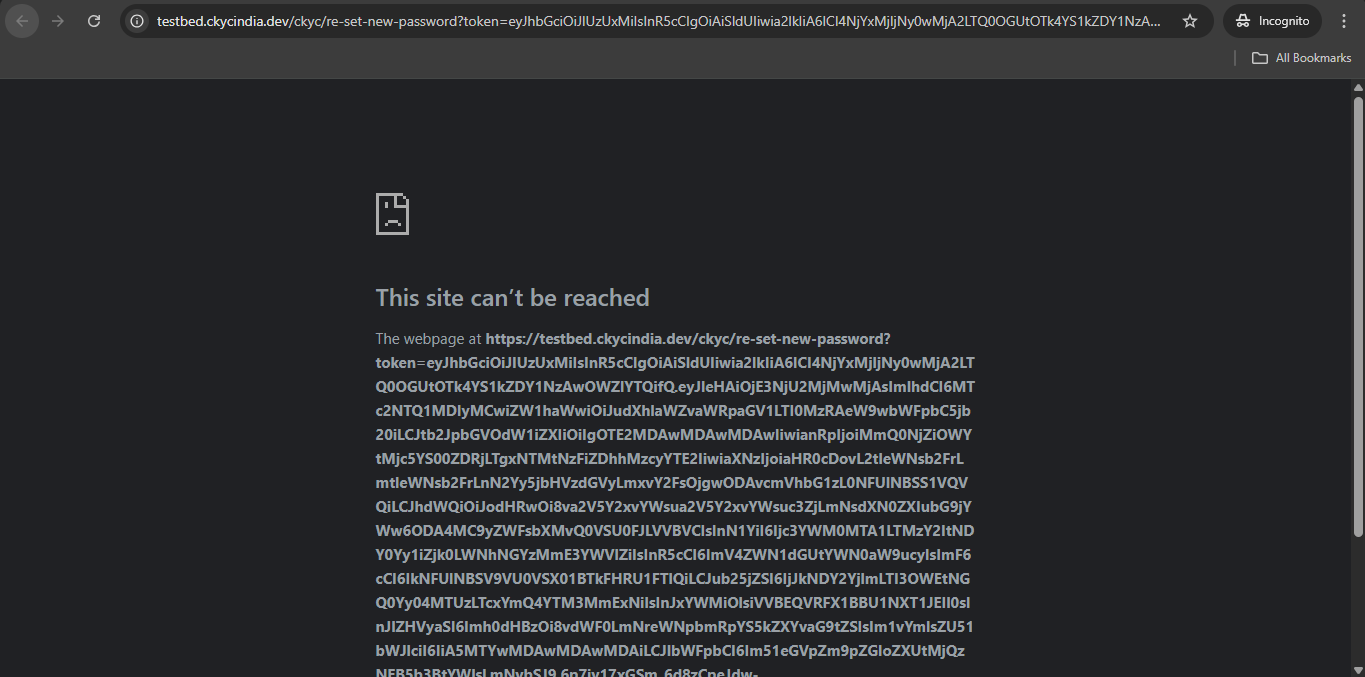 testbed.ckycindia.dev/ckyc/re-set-new-password?token=eyJhbGciOiJIUzUxMiIsInR5cCIgOiAiSldUIiwia2lkIiA6ICI4NjYxMjljNy0wMjA2LTQ0OGUtOTk4YS1kZDY1NzA...
Incognito
All Bookmarks
This site can’t be reached
The webpage at https://testbed.ckycindia.dev/ckyc/re-set-new-password?
token=eyJhbGciOiJIUzUxMiIsInR5cCIgOiAiSldUIiwia2lkIiA6ICI4NjYxMjljNy0wMjA2LT
Q0OGUtOTk4YS1kZDY1NzAwOWZlYTQifQ.eyJleHAiOjE3NjU2MjMwMjAsImlhdCI6MT
c2NTQ1MDIyMCwiZW1haWwiOiJudXhlaWZvaWRpaGV1LTI0MzRAeW9wbWFpbC5jb
20iLCJtb2JpbGVOdW1iZXIiOiIgOTE2MDAwMDAwMDAwIiwianRpIjoiMmQ0NjZiOWY
tMjc5YS00ZDRjLTgxNTMtNzFiZDhhMzcyYTE2IiwiaXNzIjoiaHR0cDovL2tleWNsb2FrL
mtleWNsb2FrLnN2Yy5jbHVzdGVyLmxvY2FsOjgwODAvcmVhbG1zL0NFUlNBSS1VQV
QiLCJhdWQiOiJodHRwOi8va2V5Y2xvYWsua2V5Y2xvYWsuc3ZjLmNsdXN0ZXIubG9jY
Ww6ODA4MC9yZWFsbXMvQ0VSU0FJLVVBVCIsInN1YiI6Ijc3YWM0MTA1LTMzY2ItND
Y0Yy1iZjk0LWNhNGYzMmE3YWVlZiIsInR5cCI6ImV4ZWN1dGUtYWN0aW9ucyIsImF6
cCI6IkNFUlNBSV9VU0VSX01BTkFHRU1FTlQiLCJub25jZSI6IjJkNDY2YjlmLTI3OWEtNG
Q0Yy04MTUzLTcxYmQ4YTM3MmExNiIsInJxYWMiOlsiVVBEQVRFX1BBU1NXT1JEIl0sI
nJlZHVyaSI6Imh0dHBzOi8vdWF0LmNreWNpbmRpYS5kZXYvaG9tZSIsIm1vYmlsZU51
bWJlciI6IiA5MTYwMDAwMDAwMDAiLCJlbWFpbCI6Im51eGVpZm9pZGloZXUtMjQz